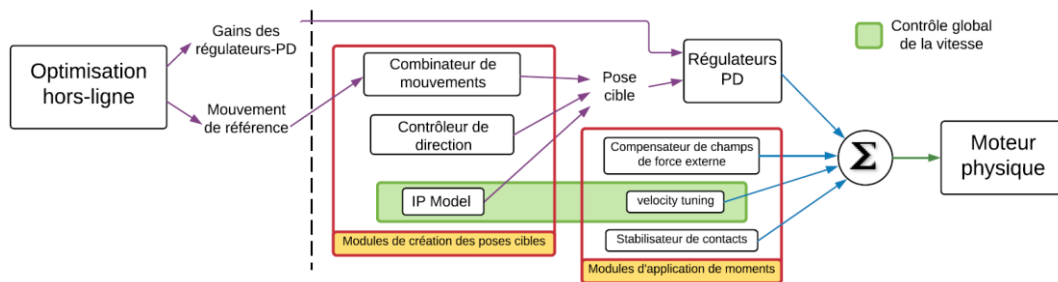 Optimisation
hors-ligne
Gains des
régulateurs-PD
Mouvement
de référence
Combinateur de
mouvements
Contrôleur de
direction
IP Model
Modules de création des poses cibles
Pose
cible
Régulateurs
PD
Compensateur de champs
de force externe
velocity tuning
Stabilisateur de contacts
Modules d'application de moments
Σ
Moteur
physique
Contrôle global
de la vitesse